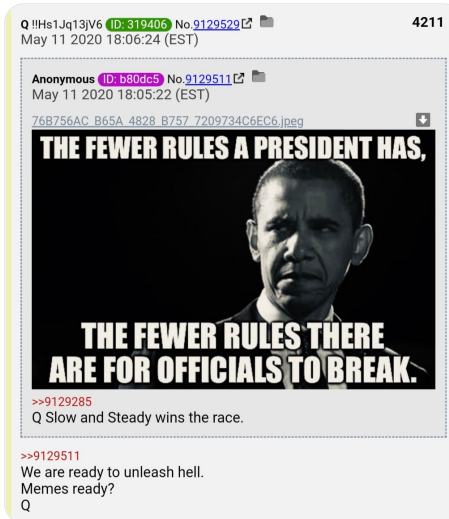 Q !!Hs1Jq13jV6 ID: 319406 No.9129529 4211
May 11 2020 18:06:24 (EST)
Anonymous ID: b80dc5 No.9129511
May 11 2020 18:05:22 (EST)
76B756AC_B65A_4828_B757_7209734C6EC6.jpeg
THE FEWER RULES A PRESIDENT HAS,
THE FEWER RULES THERE
ARE FOR OFFICIALS TO BREAK.
>>9129285
Q Slow and Steady wins the race.
>>9129511
We are ready to unleash hell.
Memes ready?
Q